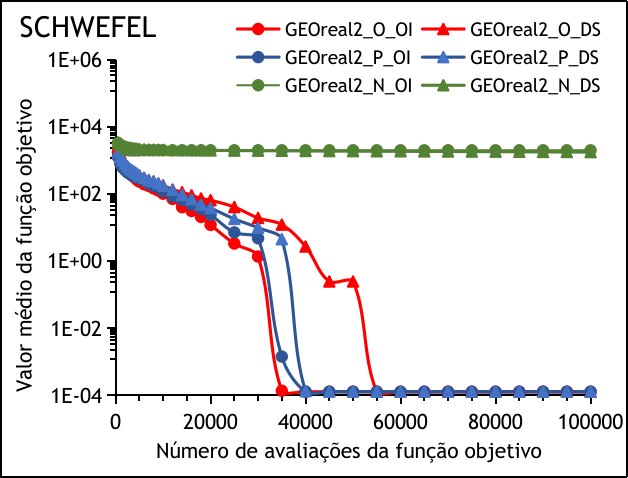 SCHWEFEL
GEOreal2_O_OI GEOreal2_O_DS
GEOreal2_P_OI GEOreal2_P_DS
GEOreal2_N_OI GEOreal2_N_DS
Valor médio da função objetivo
1E+06
1E+04
1E+02
1E+00
1E-02
1E-04
0 20000 40000 60000 80000 100000
Número de avaliações da função objetivo